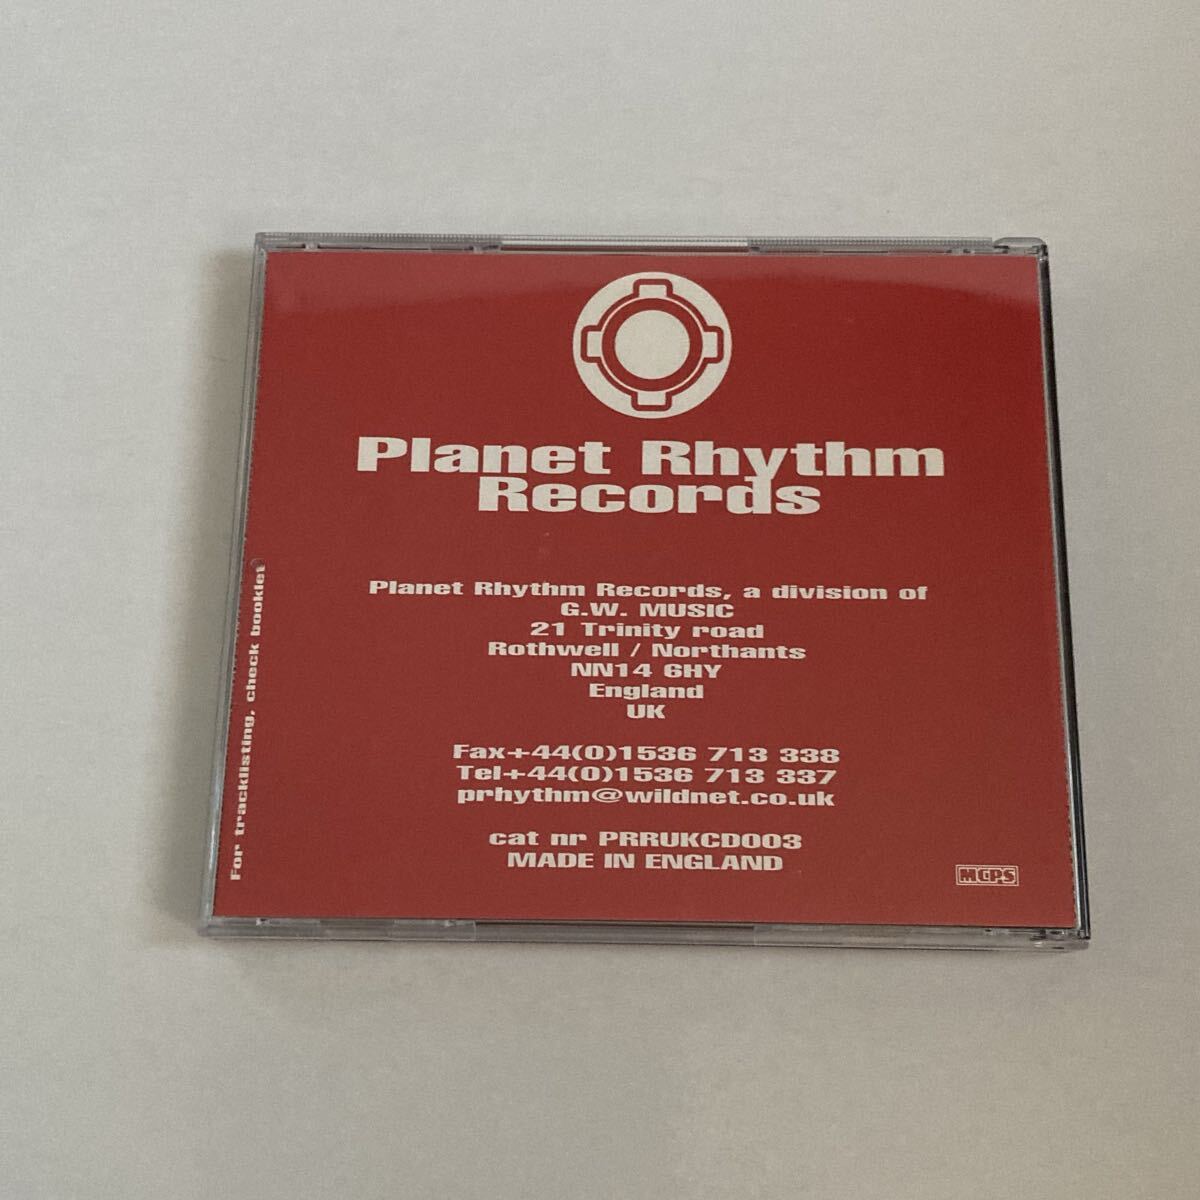 Planet Rhythm
Records
Planet Rhythm Records, a division of
G.W. MUSIC
21 Trinity road
Rothwell / Northants
NN14 6HY
England
UK
Fax+44(0)1536 713 338
Tel+44(0)1536 713 337
prhythm@wildnet.co.uk
cat nr PRRUKCD003
MADE IN ENGLAND
For tracklisting, check booklet
MCPS